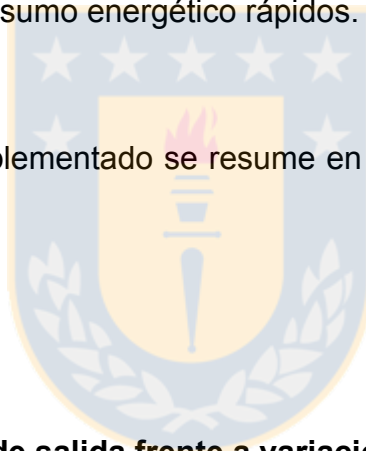 sumo energético rápidos.
plementado se resume en
de salida frente a variacio